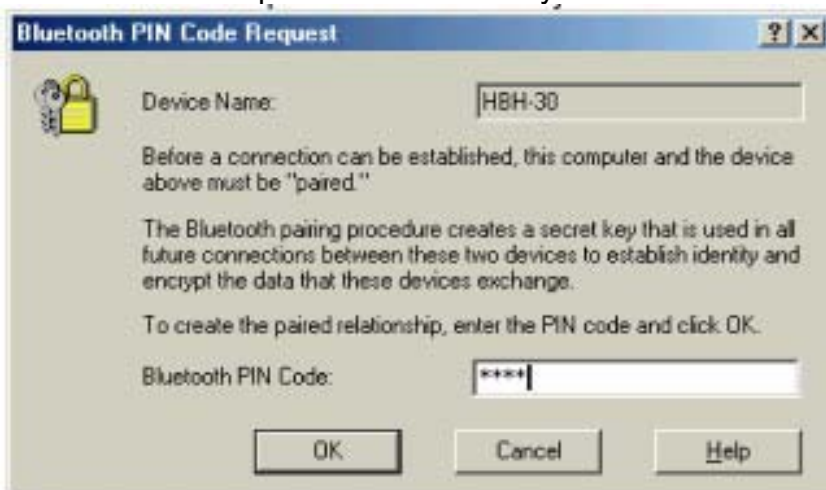 Bluetooth PIN Code Request
Device Name: HBH-30
Before a connection can be established, this computer and the device
above must be "paired."
The Bluetooth pairing procedure creates a secret key that is used in all
future connections between these two devices to establish identity and
encrypt the data that these devices exchange.
To create the paired relationship, enter the PIN code and click OK.
Bluetooth PIN Code: ****
OK Cancel Help